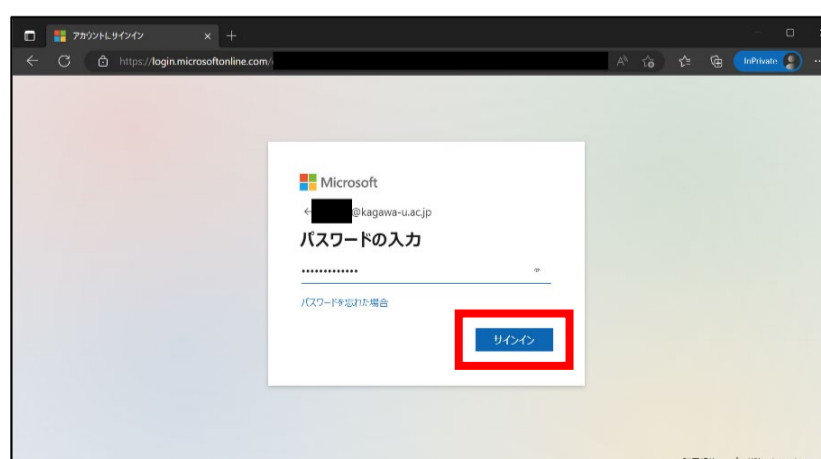 アカウントにサインイン
https://login.microsoftonline.com/
InPrivate
Microsoft
@kagawa-u.ac.jp
パスワードの入力
•••••••••••••
パスワードを忘れた場合
サインイン